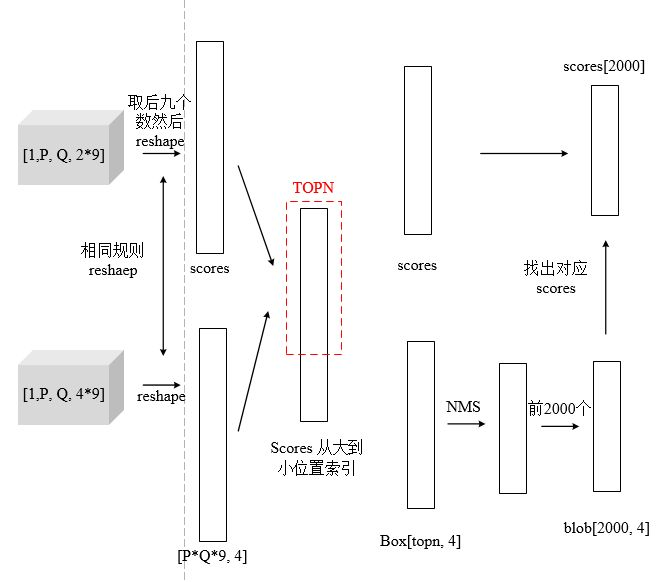 [1,P, Q, 2*9]
取后九个
数然后
reshape
相同规则
reshaep
[1,P, Q, 4*9]
reshape
scores
[P*Q*9, 4]
TOPN
Scores 从大到
小位置索引
scores
Box[topn, 4]
NMS
前2000个
scores[2000]
找出对应
scores
blob[2000, 4]